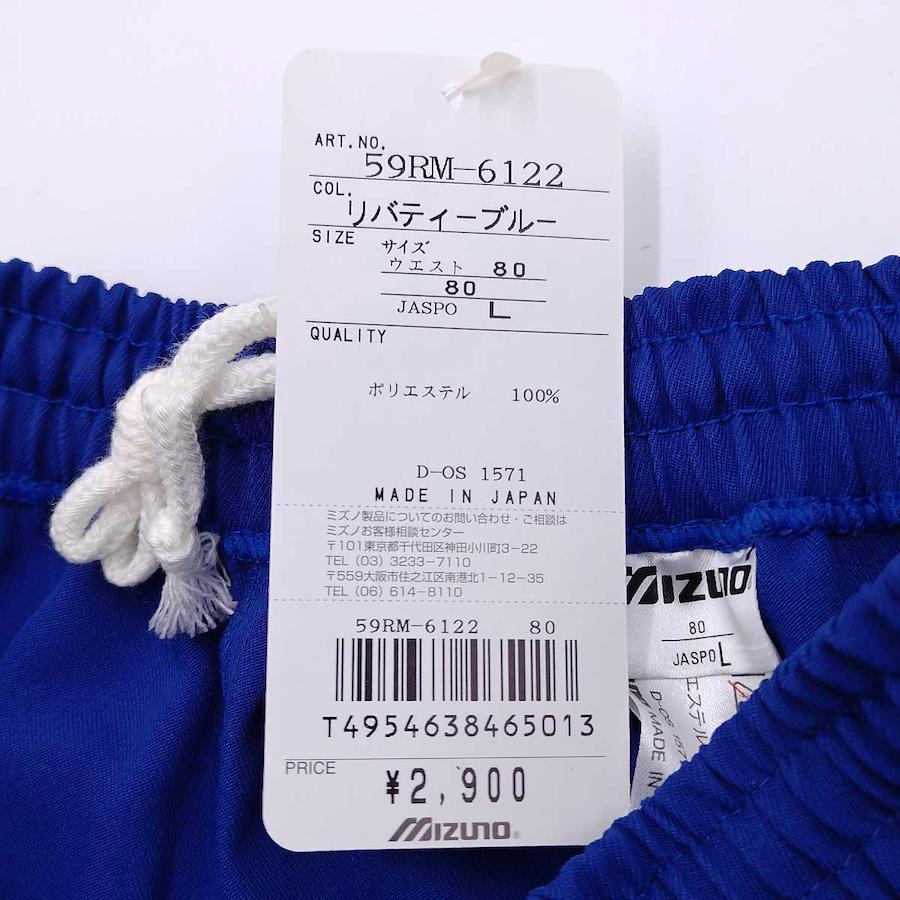 ART.NO.
59RM-6122
COL.
リバティーブルー
SIZE
サイズ
ウエスト 80
80
JASPO L
QUALITY
ポリエステル 100%
D-OS 1571
MADE IN JAPAN
ミズノ製品についてのお問い合わせ・ご相談は
ミズノお客様相談センター
〒101東京都千代田区神田小川町3-22
TEL (03) 3233-7110
〒559大阪市住之江区南港北1-12-35
TEL (06) 614-8110
59RM-6122 80
T4954638465013
PRICE
¥2,900
MIZUNO®
MIZUNO
80
JASPO L
エステル
D-OS 157
MADE IN